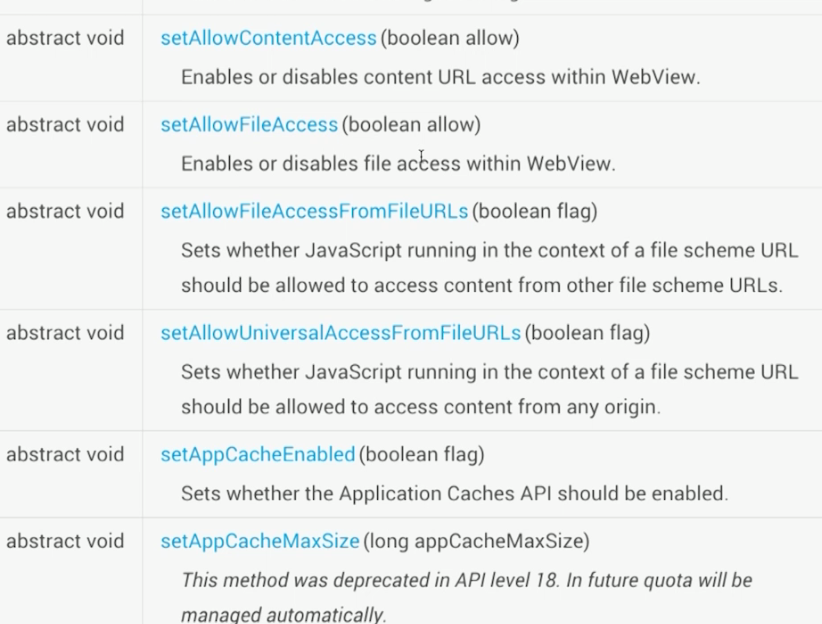 abstract void setAllowContentAccess (boolean allow)
Enables or disables content URL access within WebView.
abstract void setAllowFileAccess (boolean allow)
Enables or disables file access within WebView.
abstract void setAllowFileAccessFromFileURLs (boolean flag)
Sets whether JavaScript running in the context of a file scheme URL
should be allowed to access content from other file scheme URLs.
abstract void setAllowUniversalAccessFromFileURLs (boolean flag)
Sets whether JavaScript running in the context of a file scheme URL
should be allowed to access content from any origin.
abstract void setAppCacheEnabled (boolean flag)
Sets whether the Application Caches API should be enabled.
abstract void setAppCacheMaxSize (long appCacheMaxSize)
This method was deprecated in API level 18. In future quota will be
managed automatically.